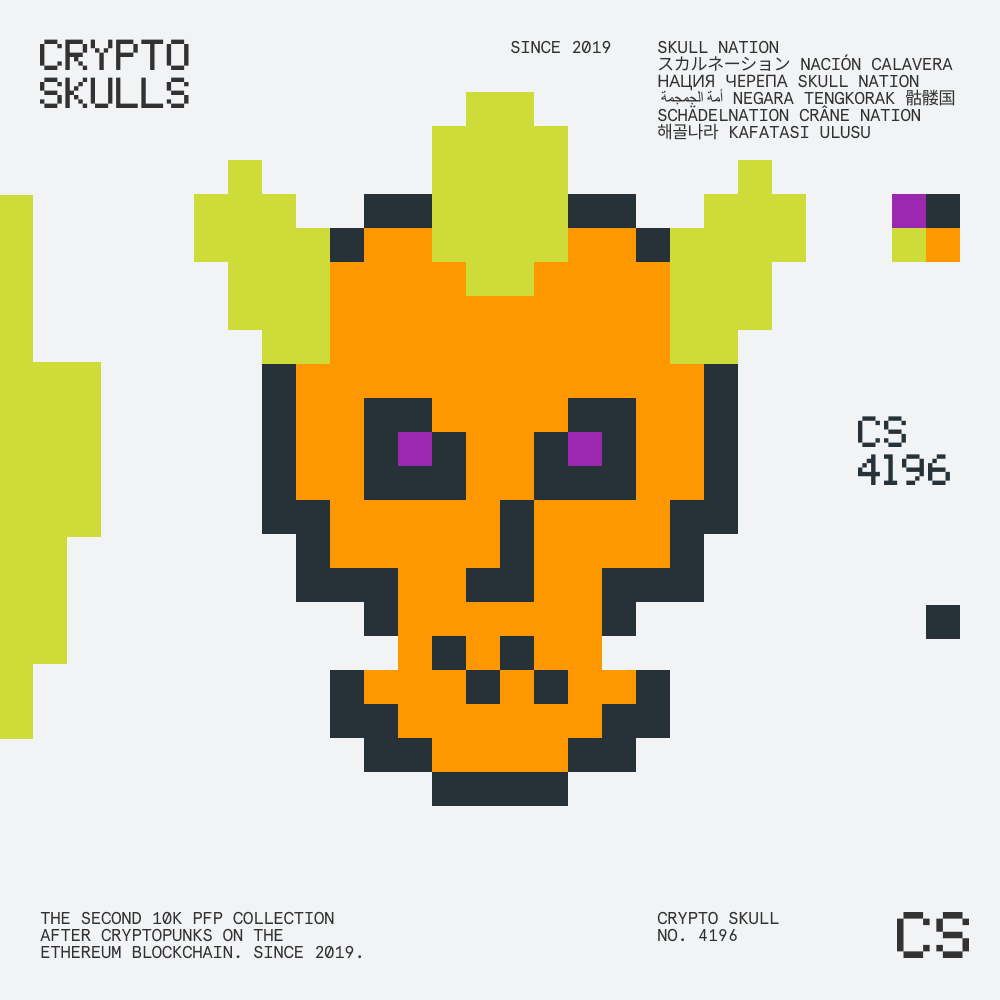 CRYPTO
SKULLS
SINCE 2019
SKULL NATION
スカルネーション NACIÓN CALAVERA
НАЦИЯ ЧЕРЕПА SKULL NATION
أمة الجمجمة NEGARA TENGKORAK 骷髅国
SCHÄDELNATION CRÂNE NATION
해골나라 KAFATASI ULUSU
CS
4196
THE SECOND 10K PFP COLLECTION
AFTER CRYPTOPUNKS ON THE
ETHEREUM BLOCKCHAIN. SINCE 2019.
CRYPTO SKULL
NO. 4196
CS